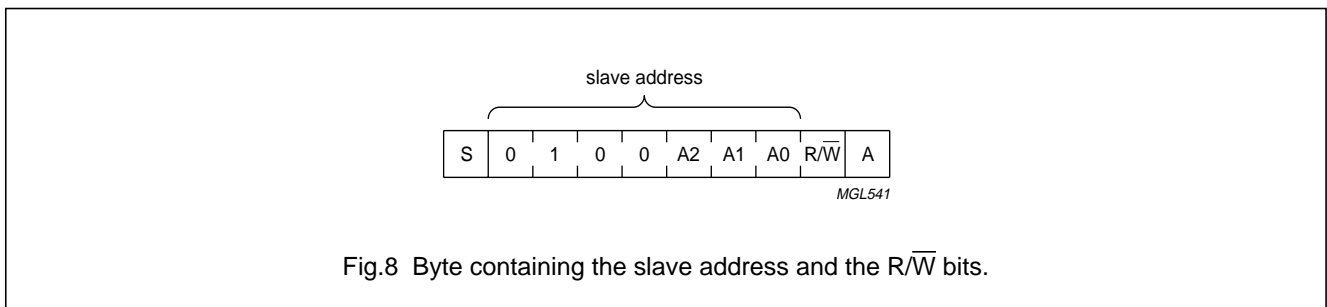 slave address
S 0 1 0 0 A2 A1 A0 R/W̅ A
MGL541
Fig.8 Byte containing the slave address and the R/W̅ bits.